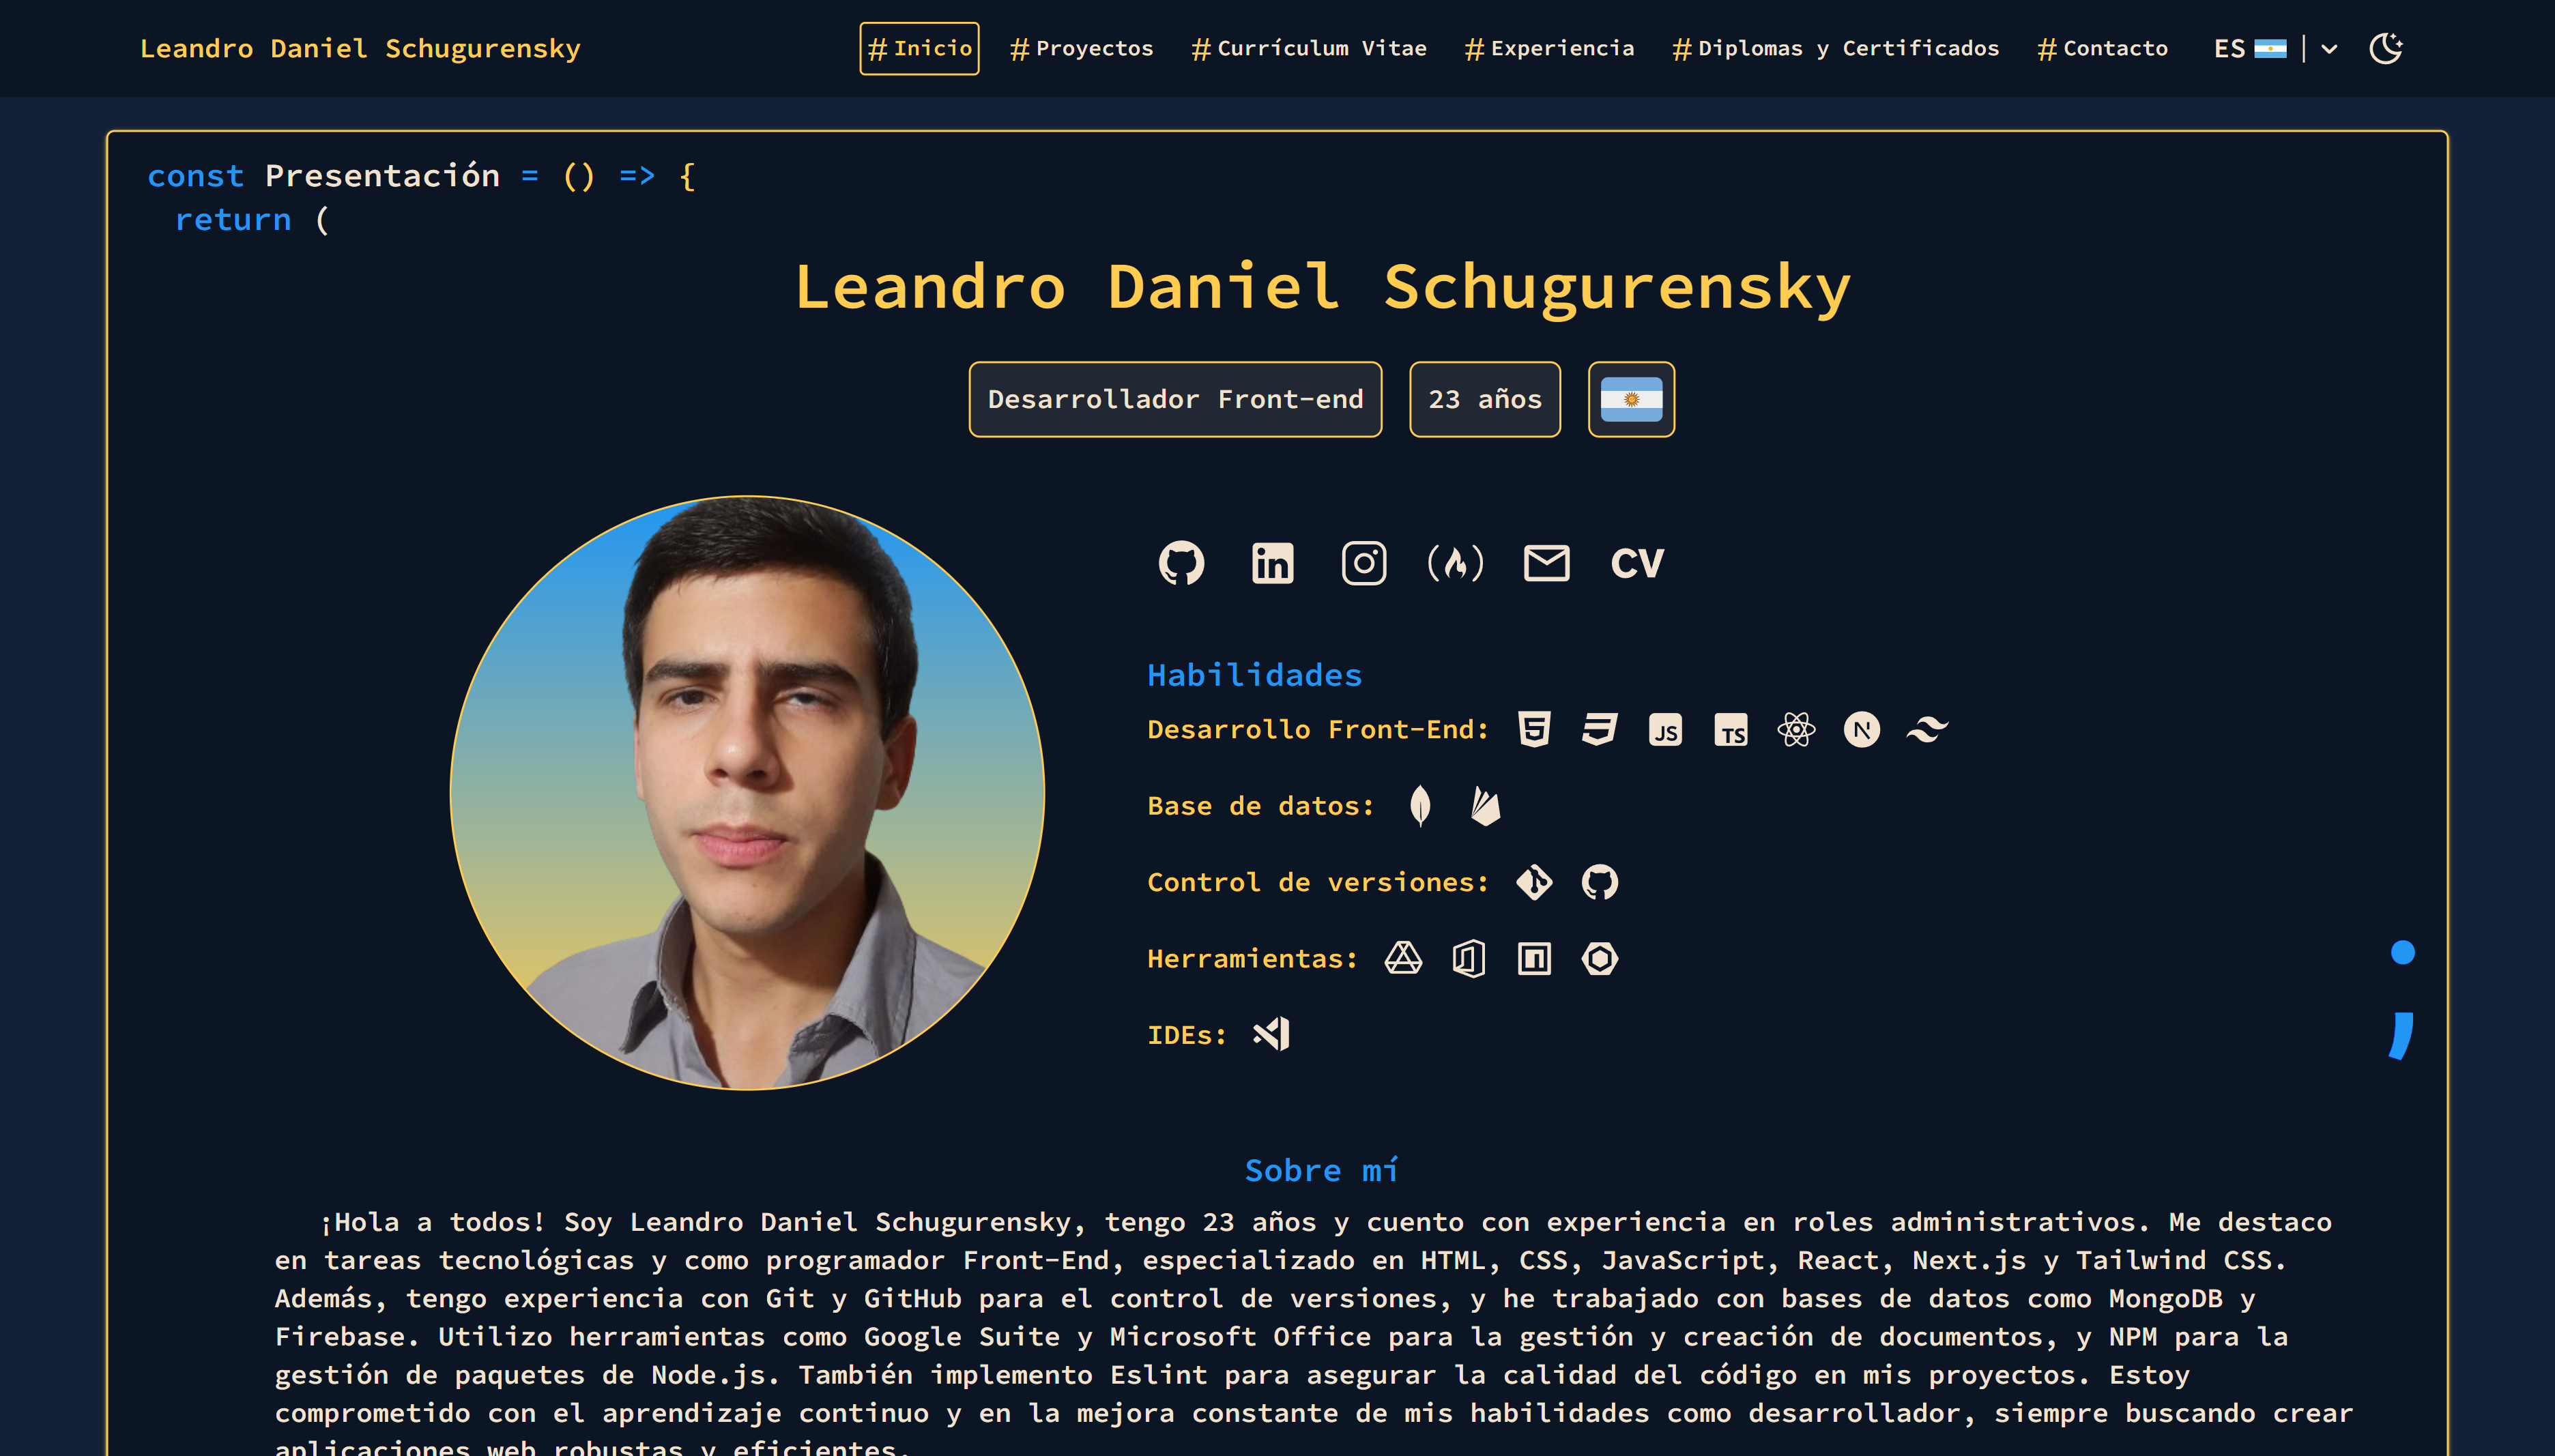 Leandro Daniel Schugurensky
# Inicio
# Proyectos
# Currículum Vitae
# Experiencia
# Diplomas y Certificados
# Contacto
ES
const Presentación = () => {
return (
Leandro Daniel Schugurensky
Desarrollador Front-end
23 años
in
CV
Habilidades
Desarrollo Front-End:
5
3
JS
TS
N
Base de datos:
Control de versiones:
Herramientas:
IDEs:
;
Sobre mí
¡Hola a todos! Soy Leandro Daniel Schugurensky, tengo 23 años y cuento con experiencia en roles administrativos. Me destaco
en tareas tecnológicas y como programador Front-End, especializado en HTML, CSS, JavaScript, React, Next.js y Tailwind CSS.
Además, tengo experiencia con Git y GitHub para el control de versiones, y he trabajado con bases de datos como MongoDB y
Firebase. Utilizo herramientas como Google Suite y Microsoft Office para la gestión y creación de documentos, y NPM para la
gestión de paquetes de Node.js. También implemento Eslint para asegurar la calidad del código en mis proyectos. Estoy
comprometido con el aprendizaje continuo y en la mejora constante de mis habilidades como desarrollador, siempre buscando crear
aplicaciones web robustas y eficientes.